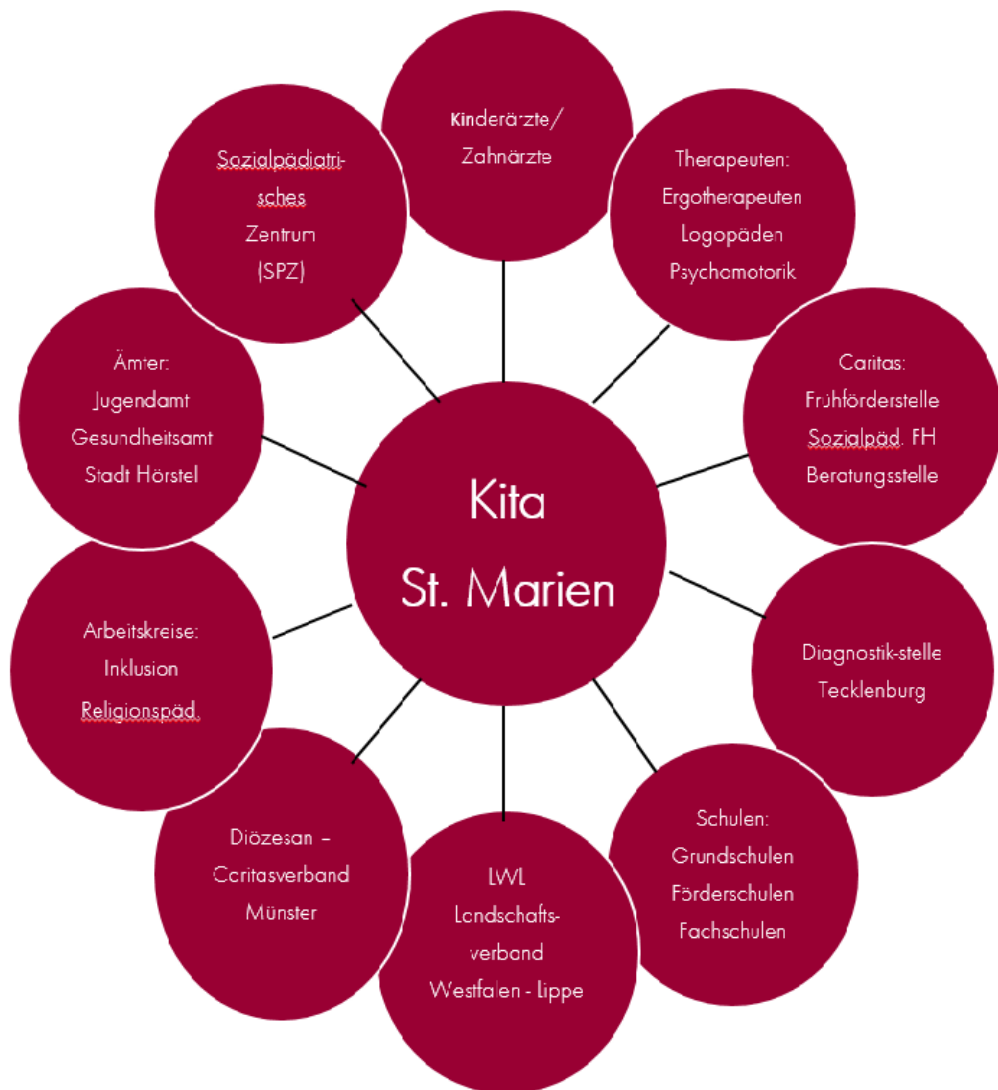 Kinderärzte/
Zahnärzte
Therapeuten:
Ergotherapeuten
Logopäden
Psychomotorik
Caritas:
Frühförderstelle
Sozialpäd. FH
Beratungsstelle
Diagnostik-stelle
Tecklenburg
Schulen:
Grundschulen
Förderschulen
Fachschulen
LWL
Landschafts-
verband
Westfalen - Lippe
Diözesan –
Caritasverband
Münster
Arbeitskreise:
Inklusion
Religionspäd.
Ämter:
Jugendamt
Gesundheitsamt
Stadt Hörstel
Sozialpädiatri-
sches
Zentrum
(SPZ)
Kita
St. Marien